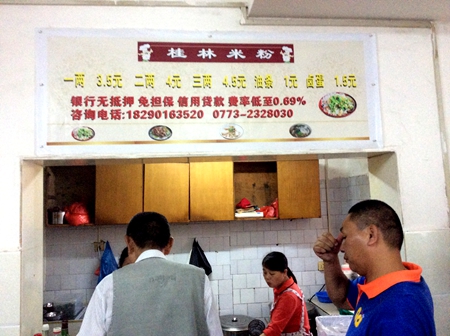 桂林米粉
一两 3.5元 二两 4元 三两 4.5元 油条 1元 卤蛋 1.5元
银行无抵押 免担保 信用贷款 费率低至0.69%
咨询电话:18290163520 0773-2328030